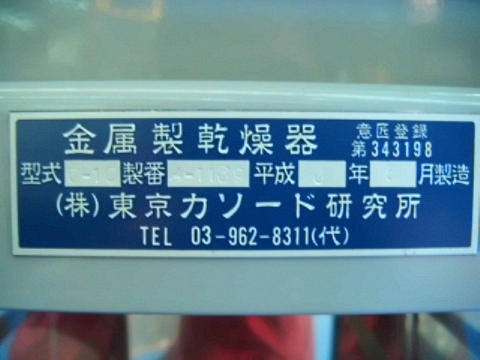 金属製乾燥器 意匠登録
第343198
型式 製番 平成 年 月製造
(株)東京カソード研究所
TEL 03-962-8311(代)